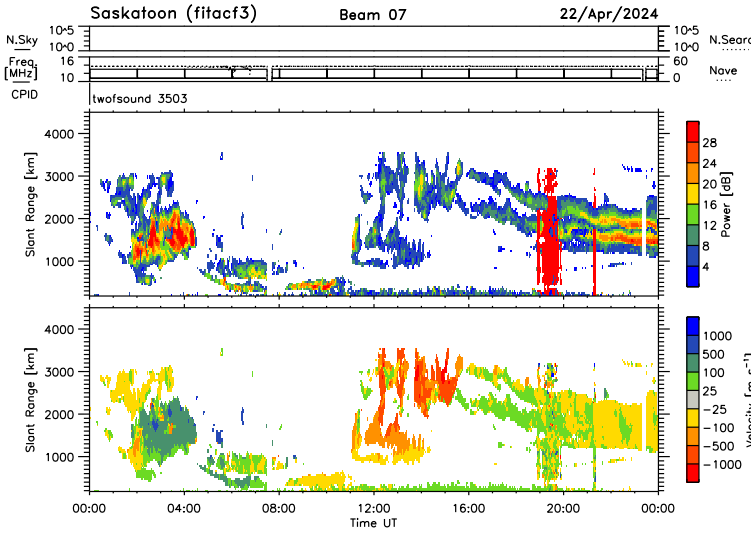 Saskatoon (fitacf3) Beam 07 22/Apr/2024
N.Sky 10^5 10^0 10^5 10^0 N.Sear
Freq. [MHz] 16 10 60 0 Nave
CPID twofsound 3503
Slant Range [km] 4000 3000 2000 1000
Power [dB] 28 24 20 16 12 8 4
Slant Range [km] 4000 3000 2000 1000
Velocity [m s^-1] 1000 500 100 25 -25 -100 -500 -1000
00:00 04:00 08:00 12:00 16:00 20:00 00:00
Time UT